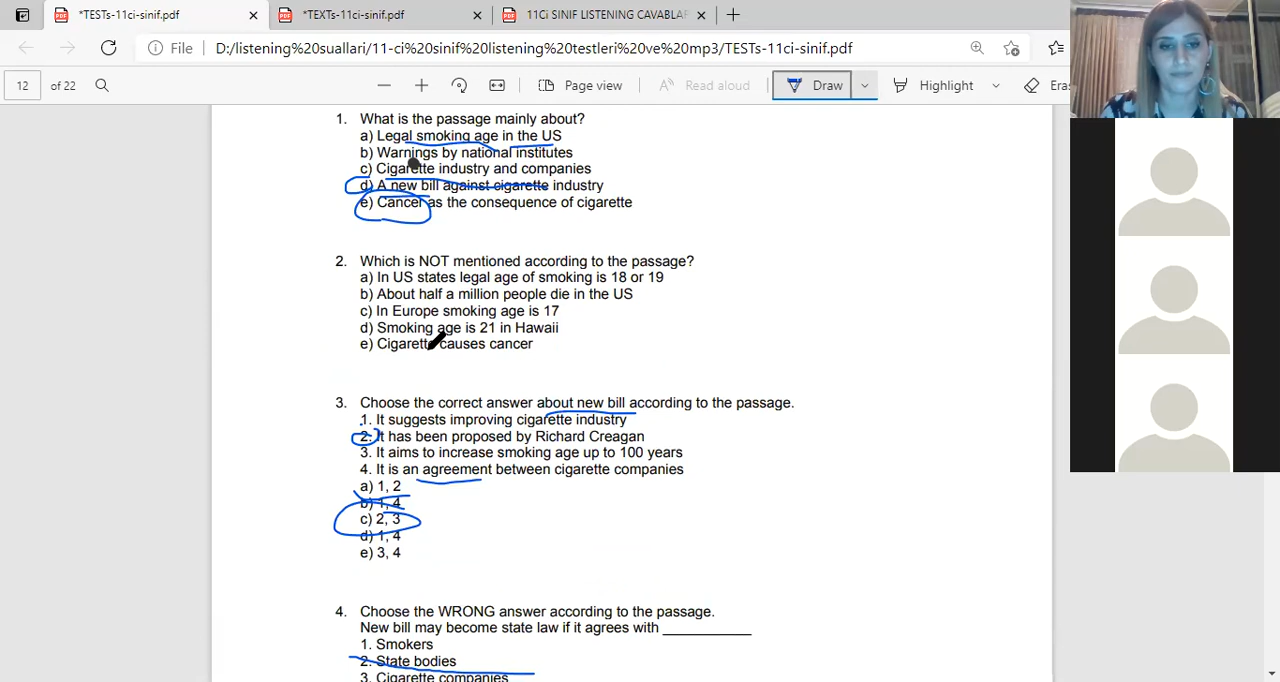 *TESTs-11ci-sinif.pdf
*TEXTs-11ci-sinif.pdf
11Ci SINIF LISTENING CAVABLAR
File
D:/listening%20suallari/11-ci%20sinif%20listening%20testleri%20ve%20mp3/TESTs-11ci-sinif.pdf
12 of 22
Page view
Read aloud
Draw
Highlight
Eras
1. What is the passage mainly about?
a) Legal smoking age in the US
b) Warnings by national institutes
c) Cigarette industry and companies
d) A new bill against cigarette industry
e) Cancer as the consequence of cigarette
2. Which is NOT mentioned according to the passage?
a) In US states legal age of smoking is 18 or 19
b) About half a million people die in the US
c) In Europe smoking age is 17
d) Smoking age is 21 in Hawaii
e) Cigarette causes cancer
3. Choose the correct answer about new bill according to the passage.
1. It suggests improving cigarette industry
2. It has been proposed by Richard Creagan
3. It aims to increase smoking age up to 100 years
4. It is an agreement between cigarette companies
a) 1, 2
b) 1, 4
c) 2, 3
d) 1, 4
e) 3, 4
4. Choose the WRONG answer according to the passage.
New bill may become state law if it agrees with ___________
1. Smokers
2. State bodies
3. Cigarette companies